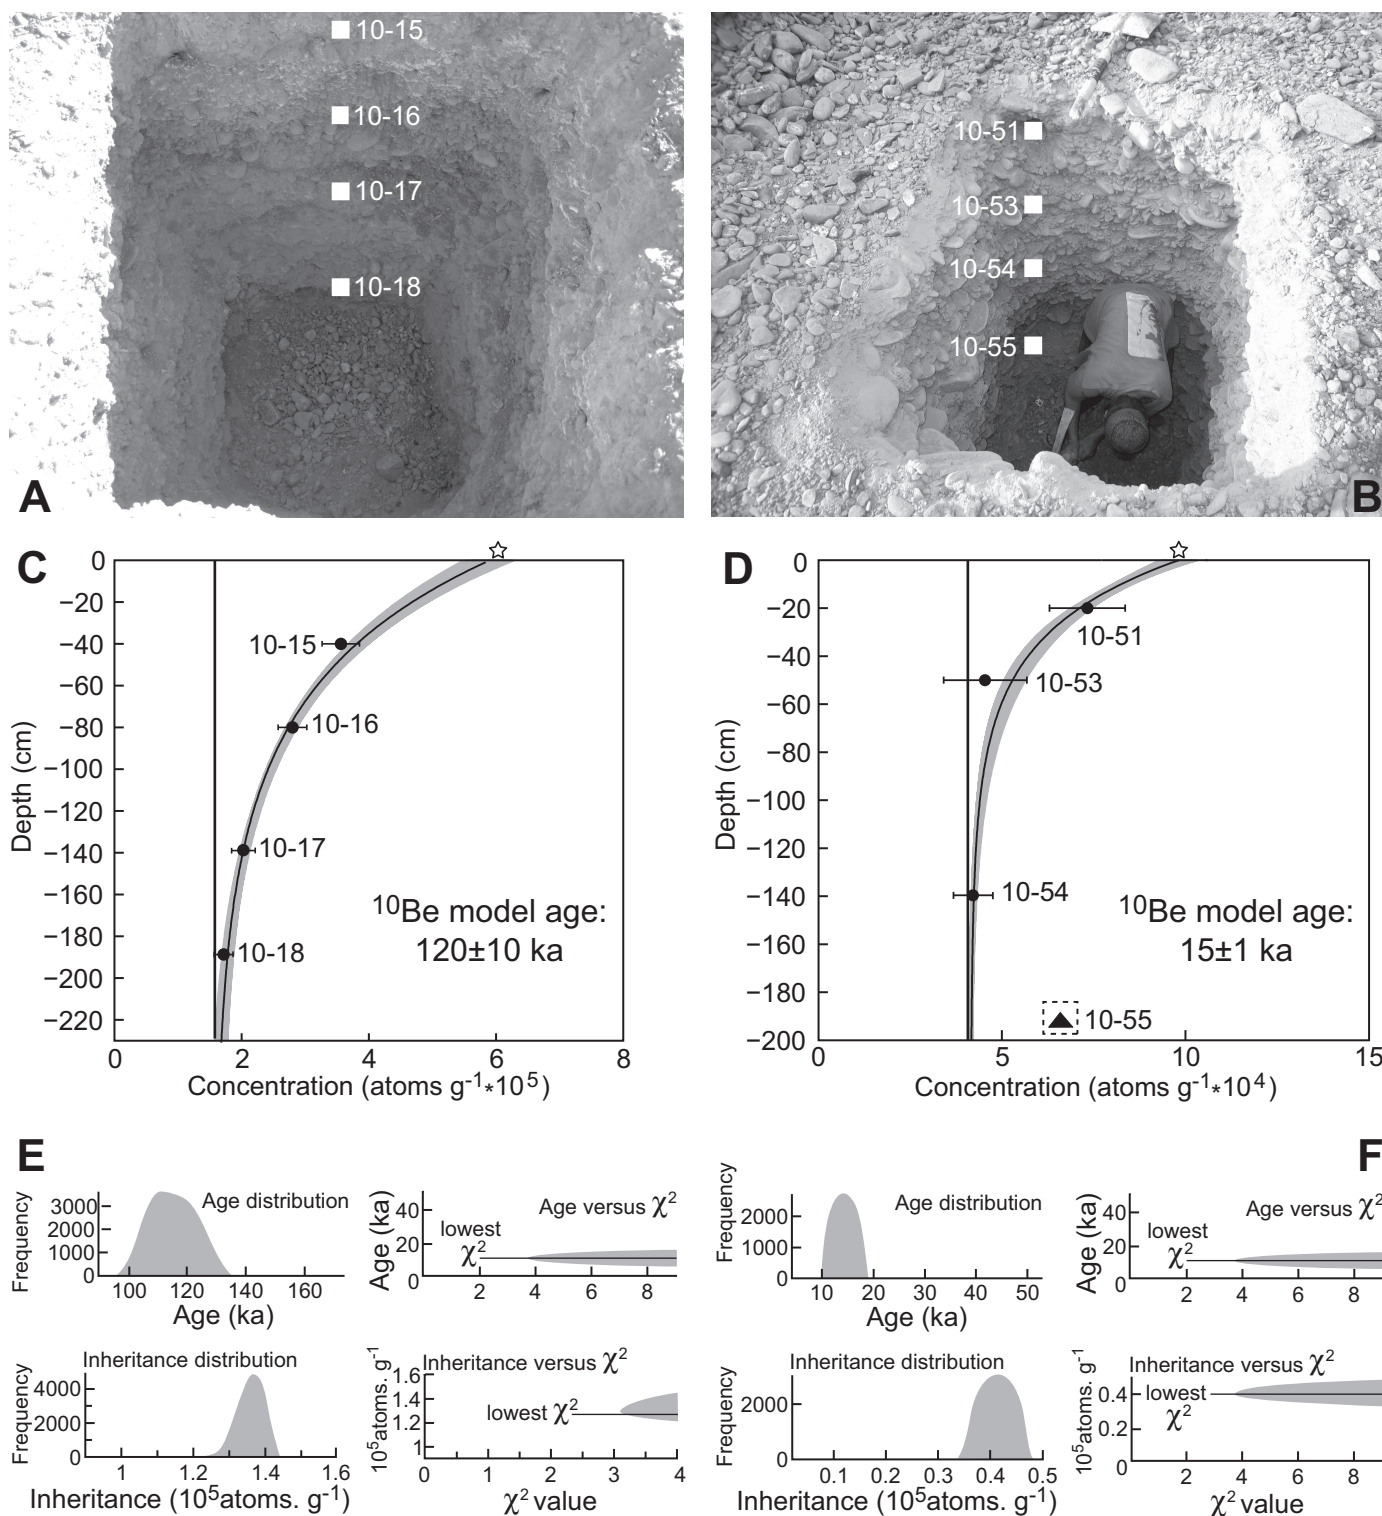 10-15
10-16
10-17
10-18
A
10-51
10-53
10-54
10-55
B
C
0
−20
−40
−60
−80
−100
−120
−140
−160
−180
−200
−220
Depth (cm)
10-15
10-16
10-17
10-18
10Be model age:
120±10 ka
0 2 4 6 8
Concentration (atoms g-1*10 5)
D
0
−20
−40
−60
−80
−100
−120
−140
−160
−180
−200
Depth (cm)
10-51
10-53
10-54
10-55
10Be model age:
15±1 ka
0 5 10 15
Concentration (atoms g-1*10 4)
E
Frequency
3000
2000
1000
0
Age distribution
100 120 140 160
Age (ka)
Age (ka)
40
20
0
Age versus χ2
lowest
χ2
2 4 6 8
Frequency
4000
2000
0
Inheritance distribution
1 1.2 1.4 1.6
Inheritance (105atoms. g-1)
105atoms. g-1
Inheritance versus χ2
1.6
1.4
1.2
1
lowest χ2
0 1 2 3 4
χ2 value
F
Frequency
2000
1000
0
Age distribution
10 20 30 40 50
Age (ka)
Age (ka)
40
20
0
Age versus χ2
lowest
χ2
2 4 6 8
Frequency
2000
0
Inheritance distribution
0.1 0.2 0.3 0.4 0.5
Inheritance (105atoms. g-1)
105atoms. g-1
Inheritance versus χ2
0.4
0.2
0
lowest
χ2
2 4 6 8
χ2 value